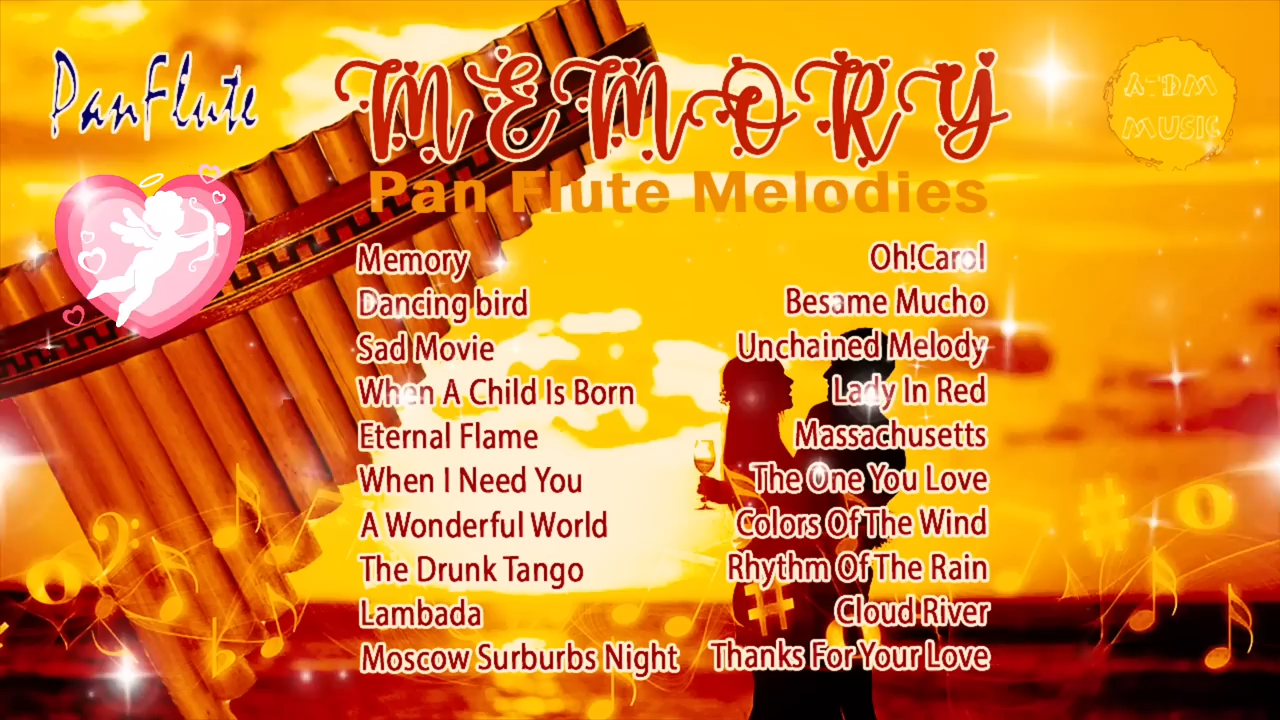 PanFlute
MEMORY
A-DM
MUSIC
Pan Flute Melodies
Memory
Dancing bird
Sad Movie
When A Child Is Born
Eternal Flame
When I Need You
A Wonderful World
The Drunk Tango
Lambada
Moscow Surburbs Night
Oh!Carol
Besame Mucho
Unchained Melody
Lady In Red
Massachusetts
The One You Love
Colors Of The Wind
Rhythm Of The Rain
Cloud River
Thanks For Your Love